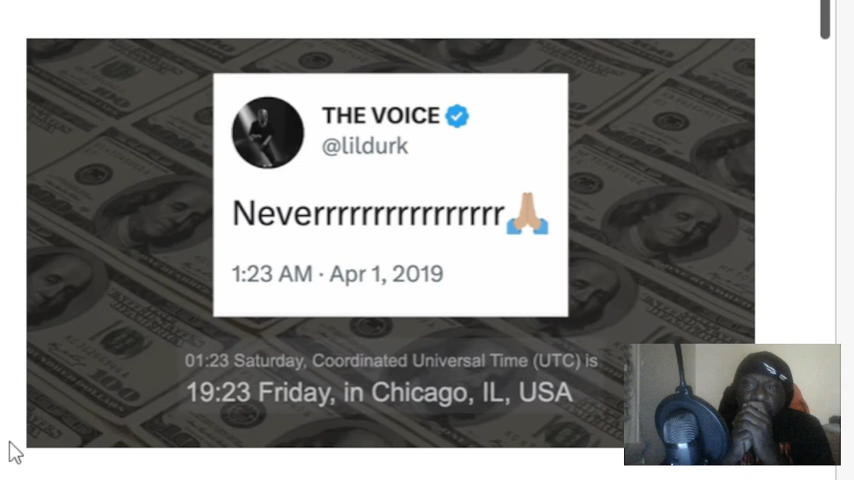 THE VOICE
@lildurk
Neverrrrrrrrrrrrrrrrr🙏🏼
1:23 AM · Apr 1, 2019
01:23 Saturday, Coordinated Universal Time (UTC) is
19:23 Friday, in Chicago, IL, USA